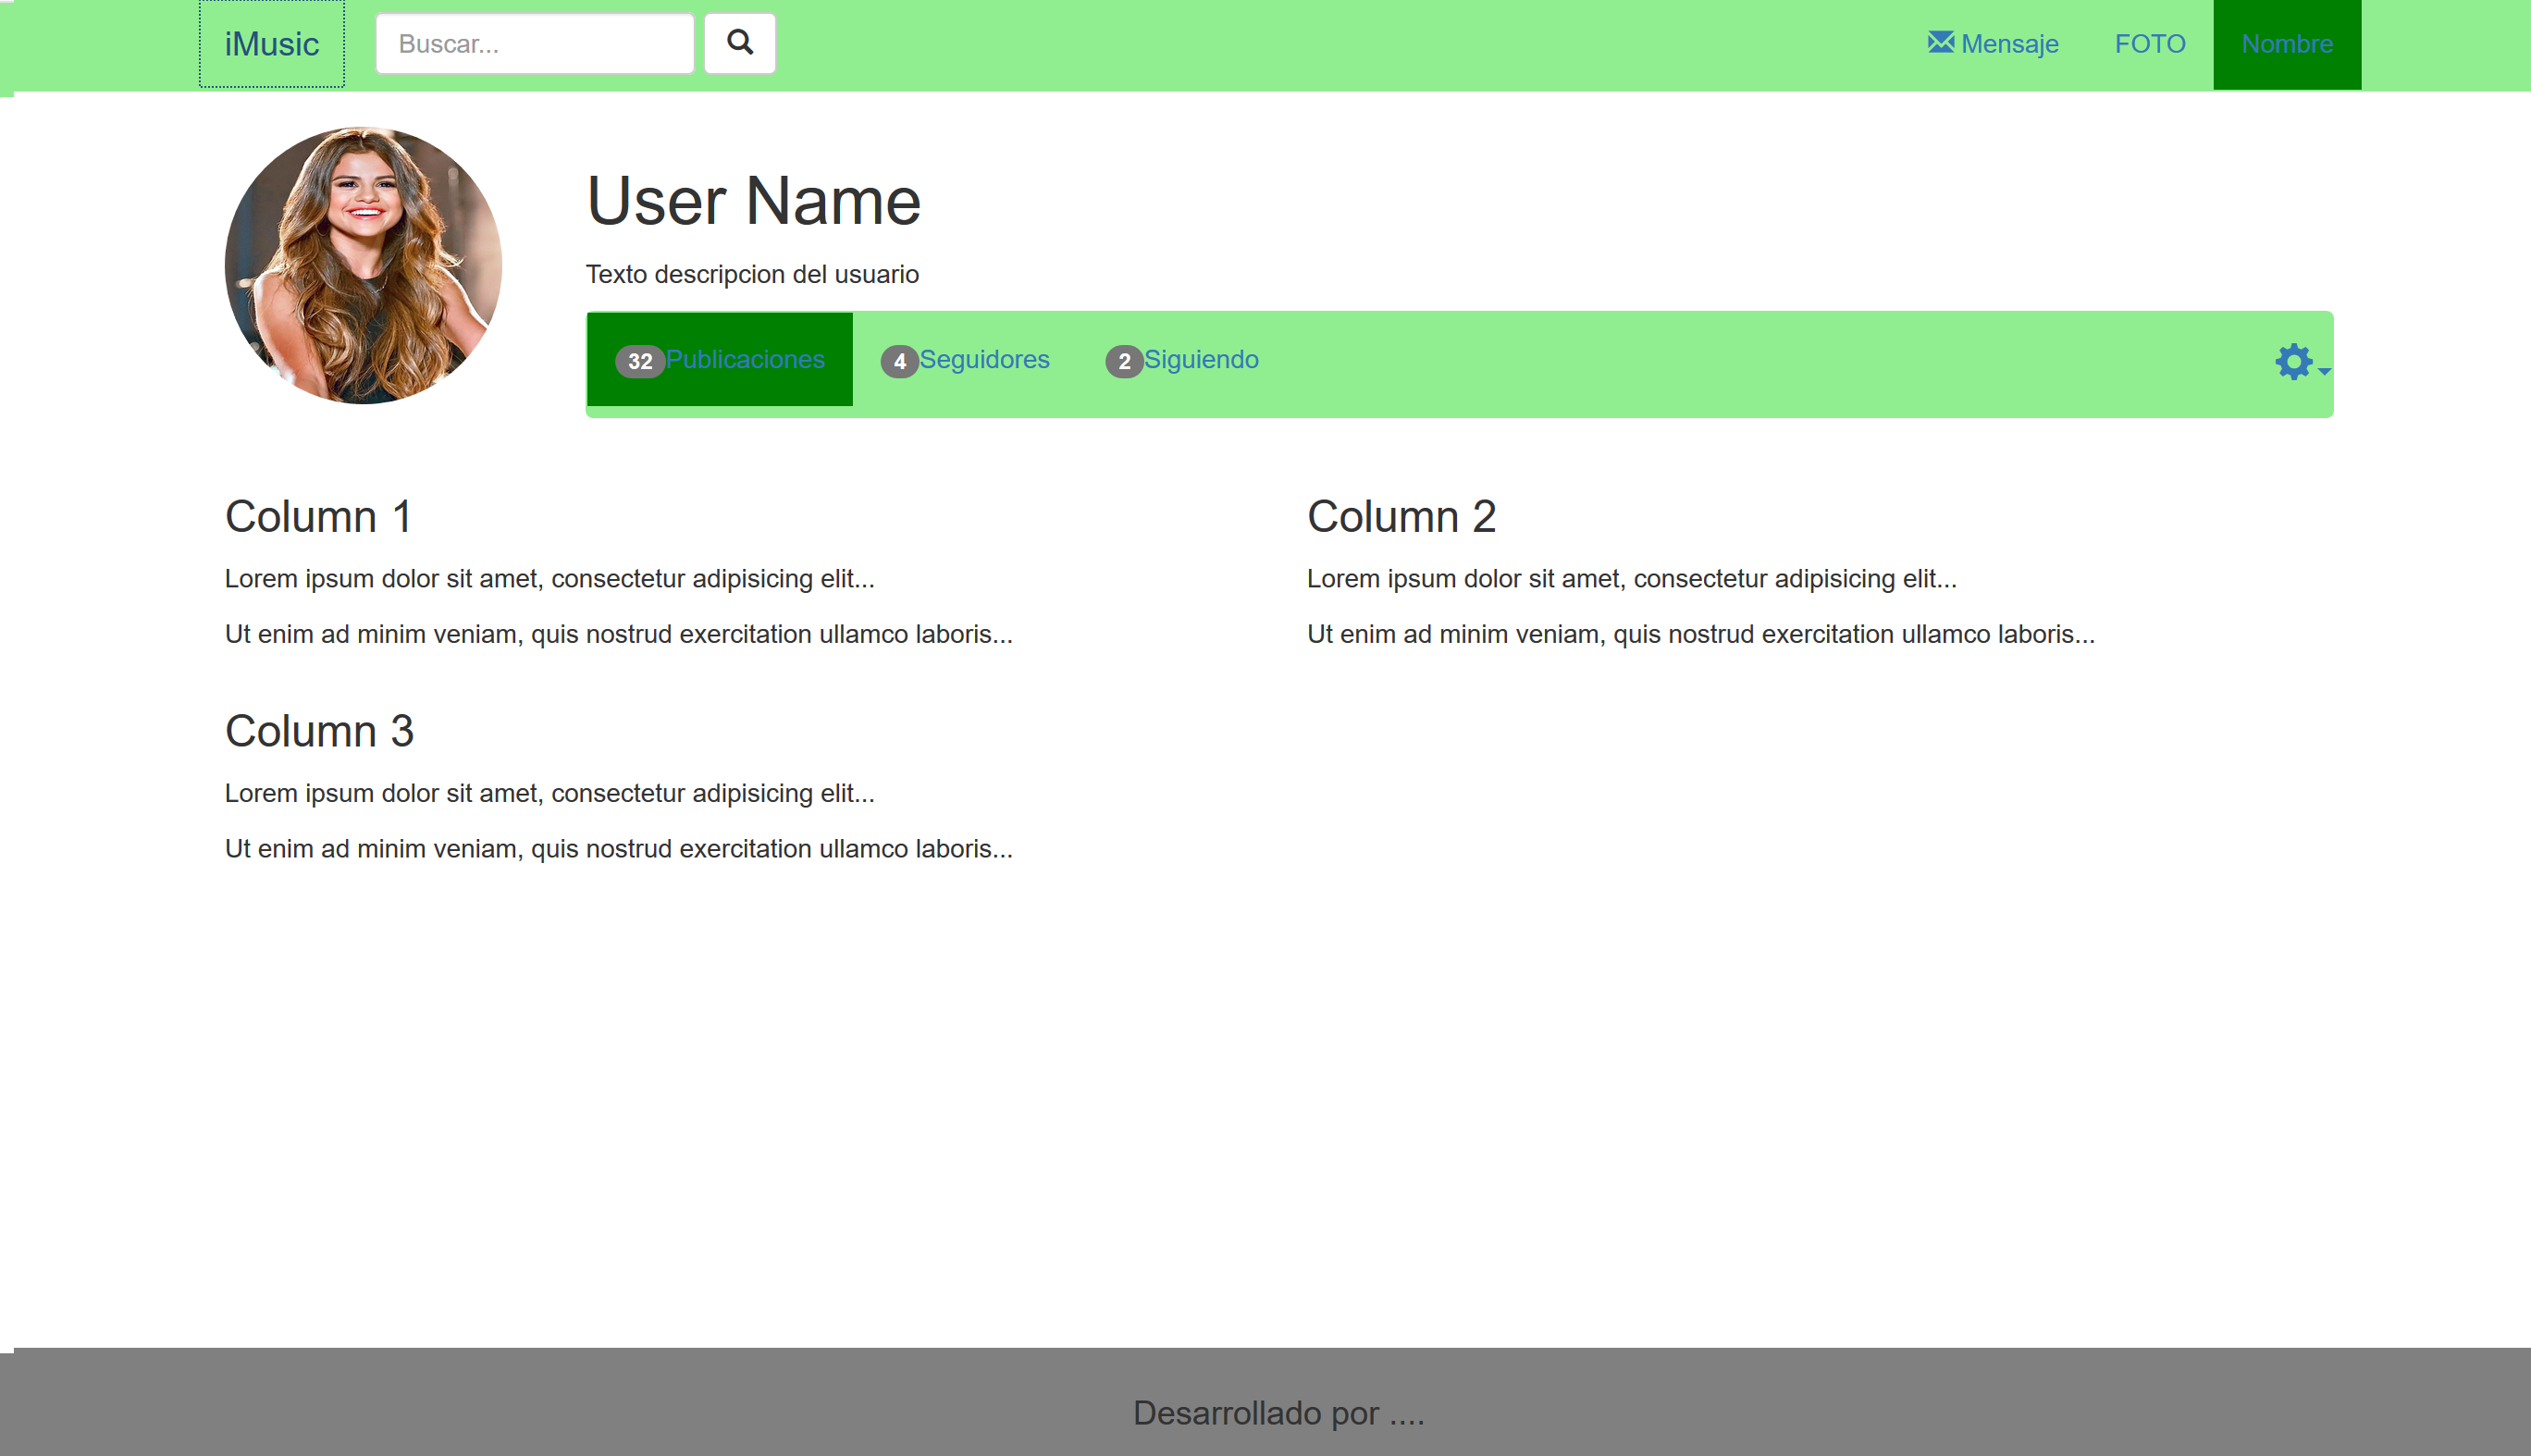 iMusic Buscar... Mensaje FOTO Nombre
User Name
Texto descripcion del usuario
32 Publicaciones 4 Seguidores 2 Siguiendo
Column 1
Lorem ipsum dolor sit amet, consectetur adipisicing elit...
Ut enim ad minim veniam, quis nostrud exercitation ullamco laboris...
Column 2
Lorem ipsum dolor sit amet, consectetur adipisicing elit...
Ut enim ad minim veniam, quis nostrud exercitation ullamco laboris...
Column 3
Lorem ipsum dolor sit amet, consectetur adipisicing elit...
Ut enim ad minim veniam, quis nostrud exercitation ullamco laboris...
Desarrollado por ....